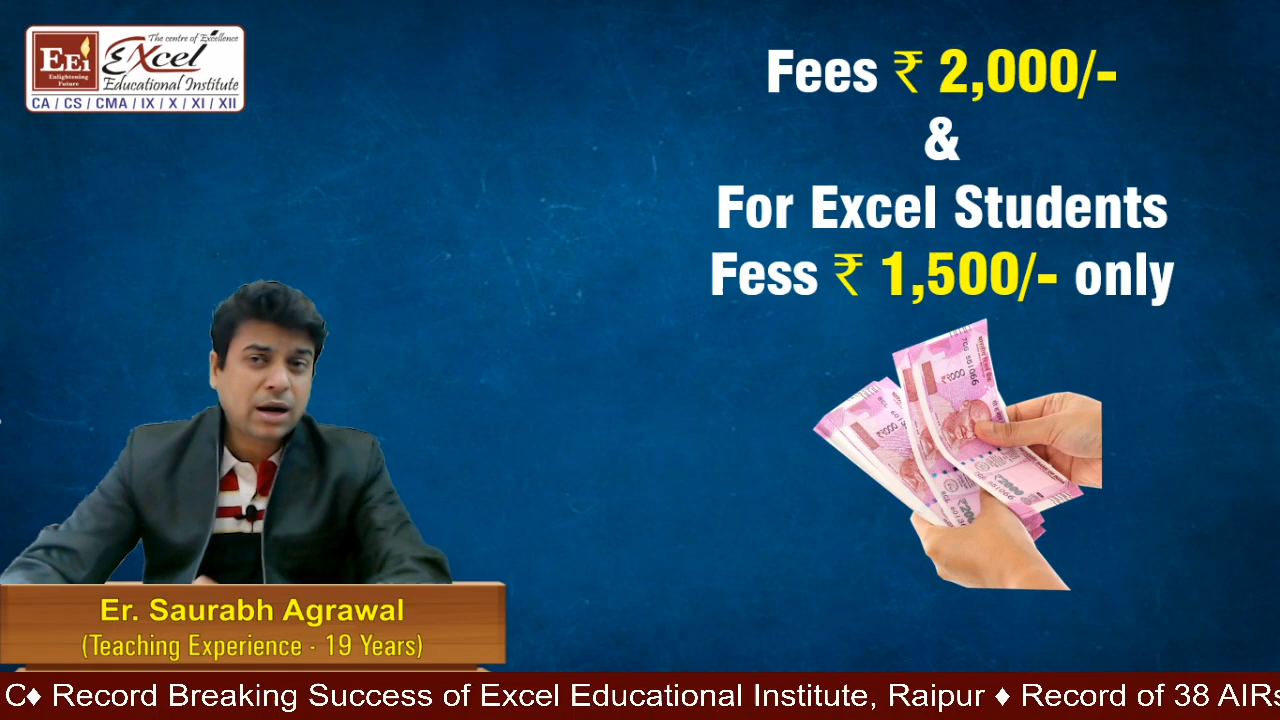 The centre of Excellence
EEi
Excel
Enlightening
Future
Educational Institute
CA / CS / CMA / IX / X / XI / XII
Fees ₹ 2,000/-
&
For Excel Students
Fess ₹ 1,500/- only
Er. Saurabh Agrawal
(Teaching Experience - 19 Years)
C♦ Record Breaking Success of Excel Educational Institute, Raipur ♦ Record of 38 AIRs